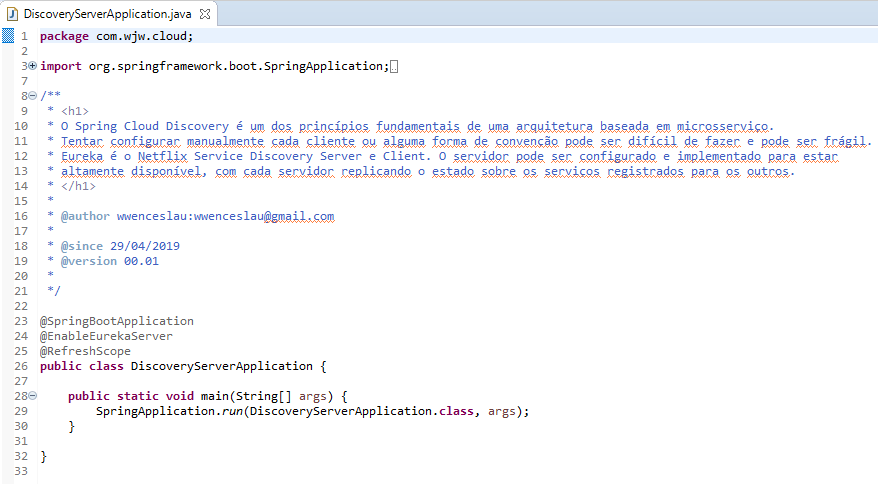 DiscoveryServerApplication.java
1 package com.wjw.cloud;
2
3 import org.springframework.boot.SpringApplication;
7
8 /**
9 * <h1>
10 * O Spring Cloud Discovery é um dos princípios fundamentais de uma arquitetura baseada em microsserviço.
11 * Tentar configurar manualmente cada cliente ou alguma forma de convenção pode ser difícil de fazer e pode ser frágil.
12 * Eureka é o Netflix Service Discovery Server e Client. O servidor pode ser configurado e implementado para estar
13 * altamente disponível, com cada servidor replicando o estado sobre os servicos registrados para os outros.
14 * </h1>
15 *
16 * @author wwenceslau:wwenceslau@gmail.com
17 *
18 * @since 29/04/2019
19 * @version 00.01
20 *
21 */
22
23 @SpringBootApplication
24 @EnableEurekaServer
25 @RefreshScope
26 public class DiscoveryServerApplication {
27
28 public static void main(String[] args) {
29 SpringApplication.run(DiscoveryServerApplication.class, args);
30 }
31
32 }
33